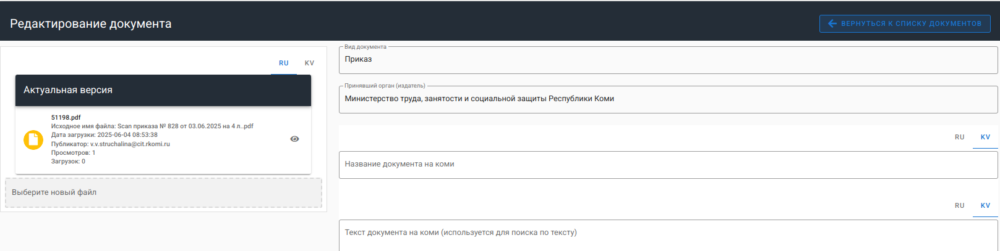 Редактирование документа
ВЕРНУТЬСЯ К СПИСКУ ДОКУМЕНТОВ
RU KV
Актуальная версия
51198.pdf
Исходное имя файла: Scan приказа № 828 от 03.06.2025 на 4 л..pdf
Дата загрузки: 2025-06-04 08:53:38
Публикатор: v.v.struchalina@cit.rkomi.ru
Просмотров: 1
Загрузок: 0
Выберите новый файл
Вид документа
Приказ
Принявший орган (издатель)
Министерство труда, занятости и социальной защиты Республики Коми
RU KV
Название документа на коми
RU KV
Текст документа на коми (используется для поиска по тексту)